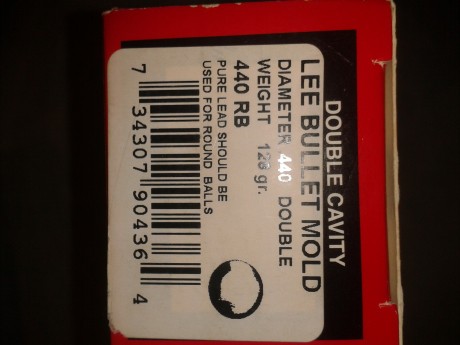 DOUBLE CAVITY
LEE BULLET MOLD
DIAMETER 440 DOUBLE
WEIGHT 128 gr.
440 RB
PURE LEAD SHOULD BE
USED FOR ROUND BALLS
7 34307 90436 4